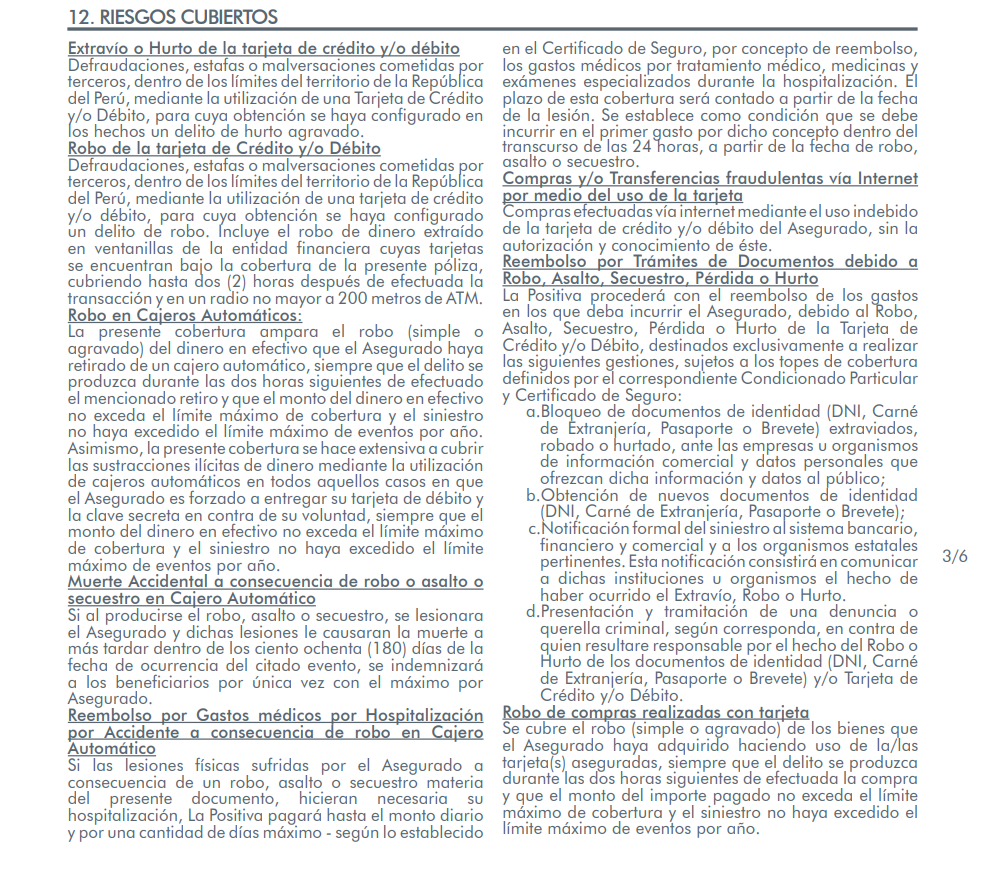 12. RIESGOS CUBIERTOS
Extravío o Hurto de la tarjeta de crédito y/o débito
Defraudaciones, estafas o malversaciones cometidas por
terceros, dentro de los límites del territorio de la República
del Perú, mediante la utilización de una Tarjeta de Crédito
y/o Débito, para cuya obtención se haya configurado en
los hechos un delito de hurto agravado.
Robo de la tarjeta de Crédito y/o Débito
Defraudaciones, estafas o malversaciones cometidas por
terceros, dentro de los límites del territorio de la República
del Perú, mediante la utilización de una tarjeta de crédito
y/o débito, para cuya obtención se haya configurado
un delito de robo. Incluye el robo de dinero extraído
en ventanillas de la entidad financiera cuyas tarjetas
se encuentran bajo la cobertura de la presente póliza,
cubriendo hasta dos (2) horas después de efectuada la
transacción y en un radio no mayor a 200 metros de ATM.
Robo en Cajeros Automáticos:
La presente cobertura ampara el robo (simple o
agravado) del dinero en efectivo que el Asegurado haya
retirado de un cajero automático, siempre que el delito se
produzca durante las dos horas siguientes de efectuado
el mencionado retiro y que el monto del dinero en efectivo
no exceda el límite máximo de cobertura y el siniestro
no haya excedido el límite máximo de eventos por año.
Asimismo, la presente cobertura se hace extensiva a cubrir
las sustracciones ilícitas de dinero mediante la utilización
de cajeros automáticos en todos aquellos casos en que
el Asegurado es forzado a entregar su tarjeta de débito y
la clave secreta en contra de su voluntad, siempre que el
monto del dinero en efectivo no exceda el límite máximo
de cobertura y el siniestro no haya excedido el límite
máximo de eventos por año.
Muerte Accidental a consecuencia de robo o asalto o
secuestro en Cajero Automático
Si al producirse el robo, asalto o secuestro, se lesionara
el Asegurado y dichas lesiones le causaran la muerte a
más tardar dentro de los ciento ochenta (180) días de la
fecha de ocurrencia del citado evento, se indemnizará
a los beneficiarios por única vez con el máximo por
Asegurado.
Reembolso por Gastos médicos por Hospitalización
por Accidente a consecuencia de robo en Cajero
Automático
Si las lesiones físicas sufridas por el Asegurado a
consecuencia de un robo, asalto o secuestro materia
del presente documento, hicieran necesaria su
hospitalización, La Positiva pagará hasta el monto diario
y por una cantidad de días máximo - según lo establecido
en el Certificado de Seguro, por concepto de reembolso,
los gastos médicos por tratamiento médico, medicinas y
exámenes especializados durante la hospitalización. El
plazo de esta cobertura será contado a partir de la fecha
de la lesión. Se establece como condición que se debe
incurrir en el primer gasto por dicho concepto dentro del
transcurso de las 24 horas, a partir de la fecha de robo,
asalto o secuestro.
Compras y/o Transferencias fraudulentas vía Internet
por medio del uso de la tarjeta
Compras efectuadas vía internet mediante el uso indebido
de la tarjeta de crédito y/o débito del Asegurado, sin la
autorización y conocimiento de éste.
Reembolso por Trámites de Documentos debido a
Robo, Asalto, Secuestro, Pérdida o Hurto
La Positiva procederá con el reembolso de los gastos
en los que deba incurrir el Asegurado, debido al Robo,
Asalto, Secuestro, Pérdida o Hurto de la Tarjeta de
Crédito y/o Débito, destinados exclusivamente a realizar
las siguientes gestiones, sujetos a los topes de cobertura
definidos por el correspondiente Condicionado Particular
y Certificado de Seguro:
a.Bloqueo de documentos de identidad (DNI, Carné
de Extranjería, Pasaporte o Brevete) extraviados,
robado o hurtado, ante las empresas u organismos
de información comercial y datos personales que
ofrezcan dicha información y datos al público;
b.Obtención de nuevos documentos de identidad
(DNI, Carné de Extranjería, Pasaporte o Brevete);
c.Notificación formal del siniestro al sistema bancario,
financiero y comercial y a los organismos estatales
pertinentes. Esta notificación consistirá en comunicar
a dichas instituciones u organismos el hecho de
haber ocurrido el Extravío, Robo o Hurto.
d.Presentación y tramitación de una denuncia o
querella criminal, según corresponda, en contra de
quien resultare responsable por el hecho del Robo o
Hurto de los documentos de identidad (DNI, Carné
de Extranjería, Pasaporte o Brevete) y/o Tarjeta de
Crédito y/o Débito.
Robo de compras realizadas con tarjeta
Se cubre el robo (simple o agravado) de los bienes que
el Asegurado haya adquirido haciendo uso de la/las
tarjeta(s) aseguradas, siempre que el delito se produzca
durante las dos horas siguientes de efectuada la compra
y que el monto del importe pagado no exceda el límite
máximo de cobertura y el siniestro no haya excedido el
límite máximo de eventos por año.
3/6